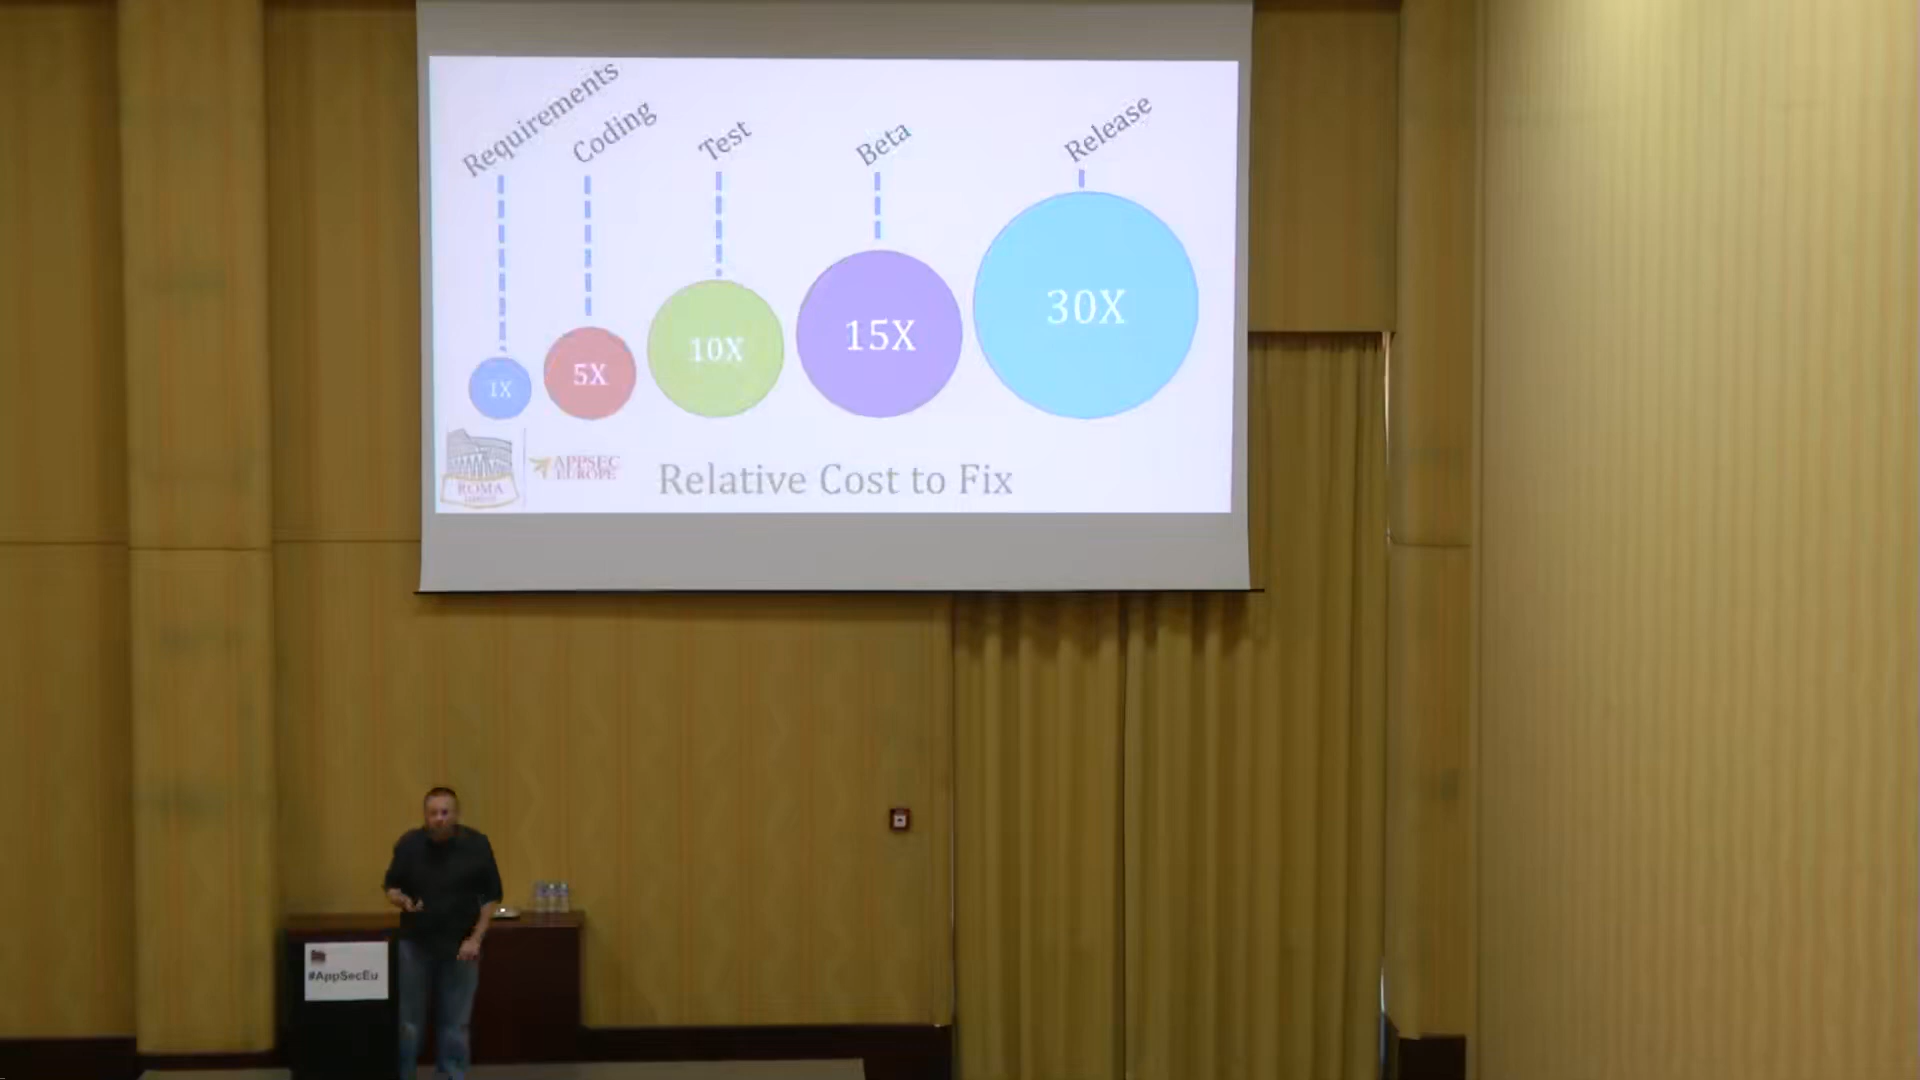 Requirements
Coding
Test
Beta
Release
1X
5X
10X
15X
30X
ROMA
APPSEC
EUROPE
Relative Cost to Fix
#AppSecEu